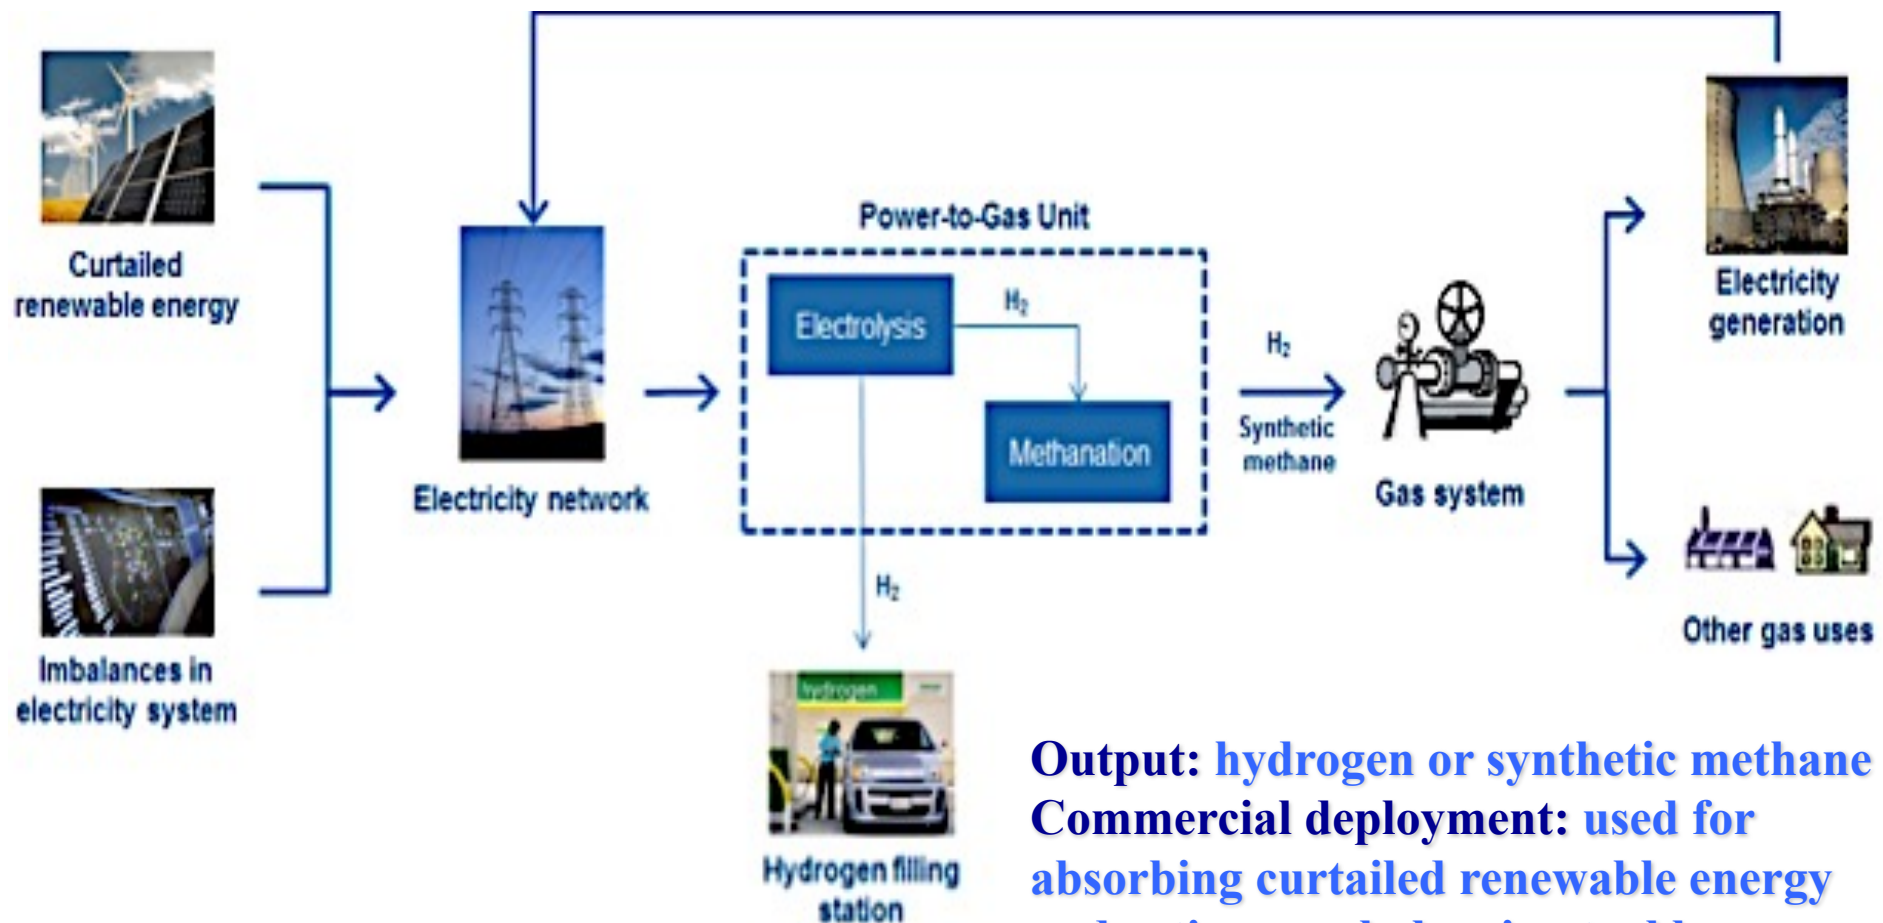 Curtailed
renewable energy
Imbalances in
electricity system
Electricity network
Power-to-Gas Unit
Electrolysis
H₂
Methanation
H₂
hydrogen
Hydrogen filling
station
H₂
Synthetic
methane
Gas system
Electricity
generation
Other gas uses
Output: hydrogen or synthetic methane
Commercial deployment: used for
absorbing curtailed renewable energy